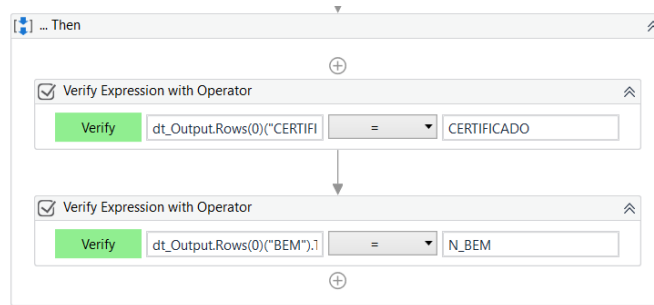 ... Then
Verify Expression with Operator
Verify dt_Output.Rows(0)("CERTIFI = CERTIFICADO
Verify Expression with Operator
Verify dt_Output.Rows(0)("BEM").T = N_BEM